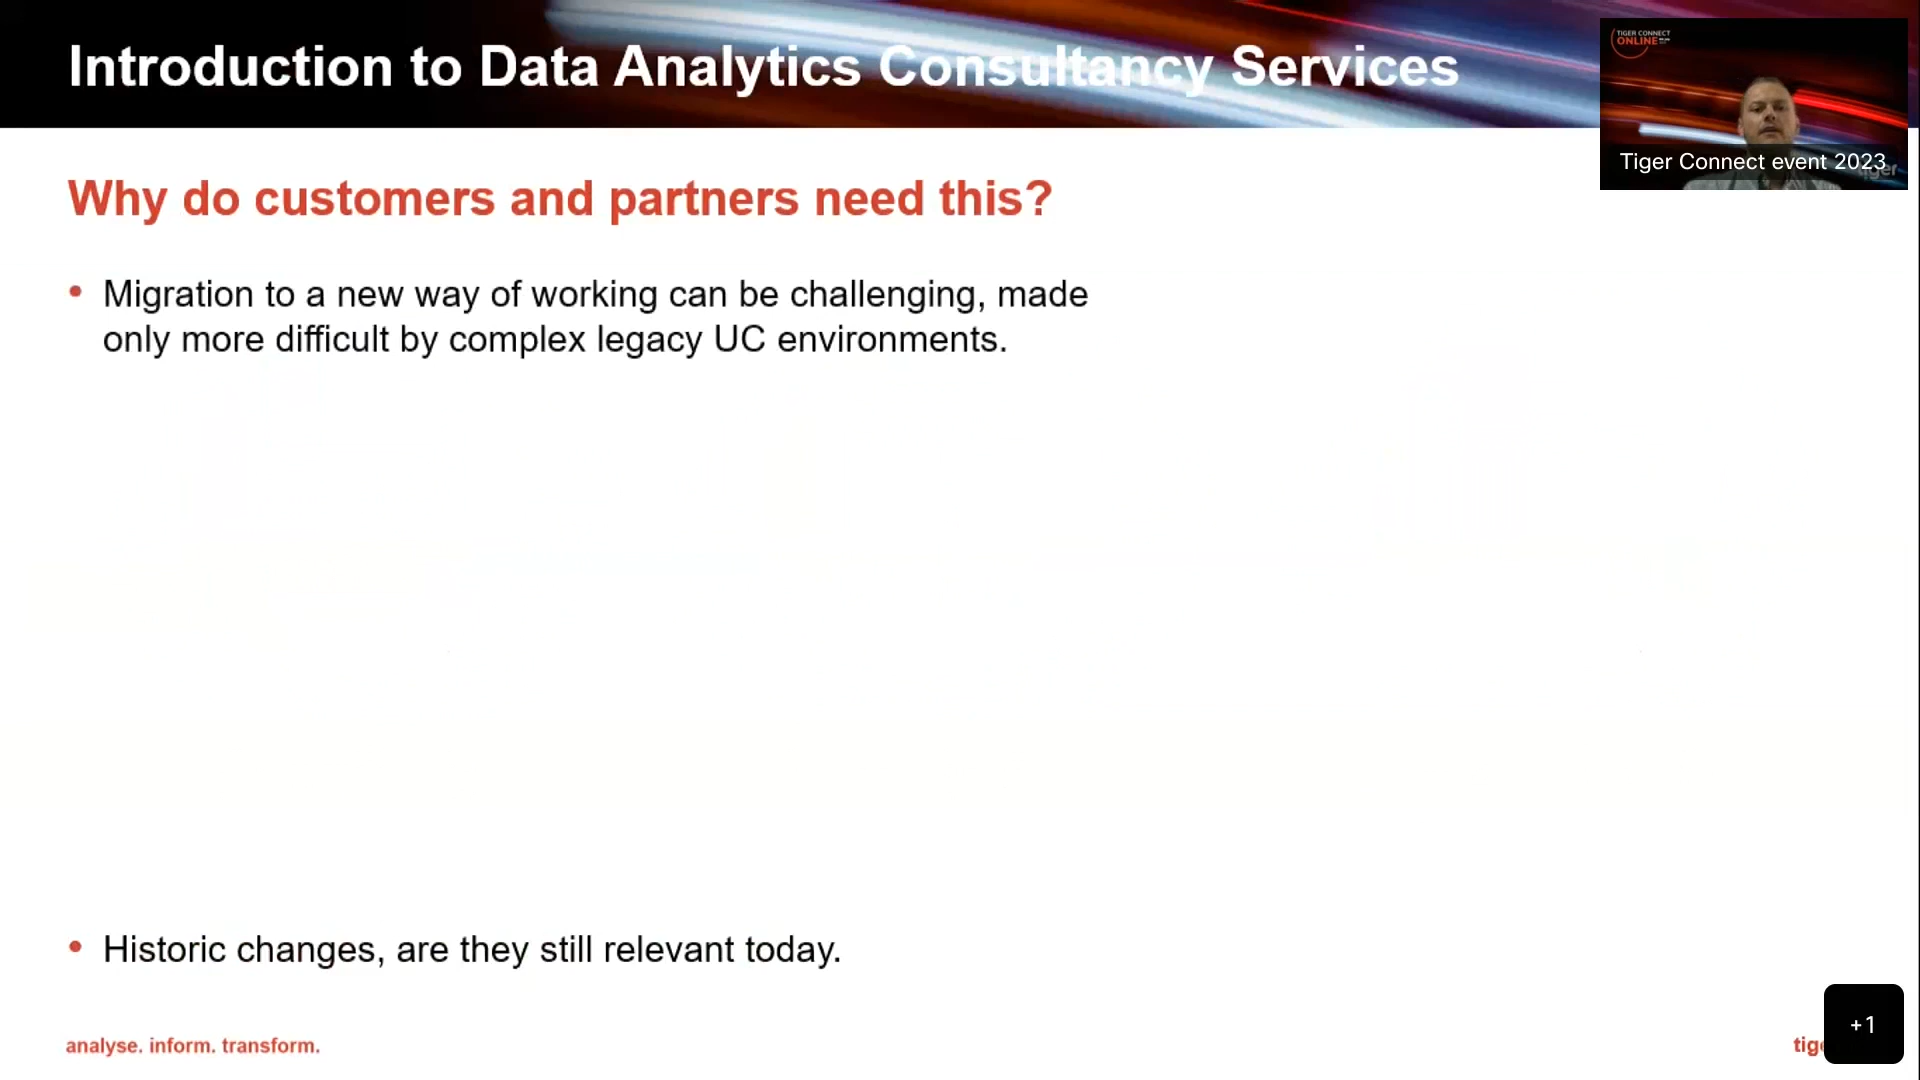 Introduction to Data Analytics Consultancy Services
TIGER CONNECT
ONLINE
Tiger Connect event 2023
Why do customers and partners need this?
• Migration to a new way of working can be challenging, made
only more difficult by complex legacy UC environments.
• Historic changes, are they still relevant today.
analyse. inform. transform.
+1